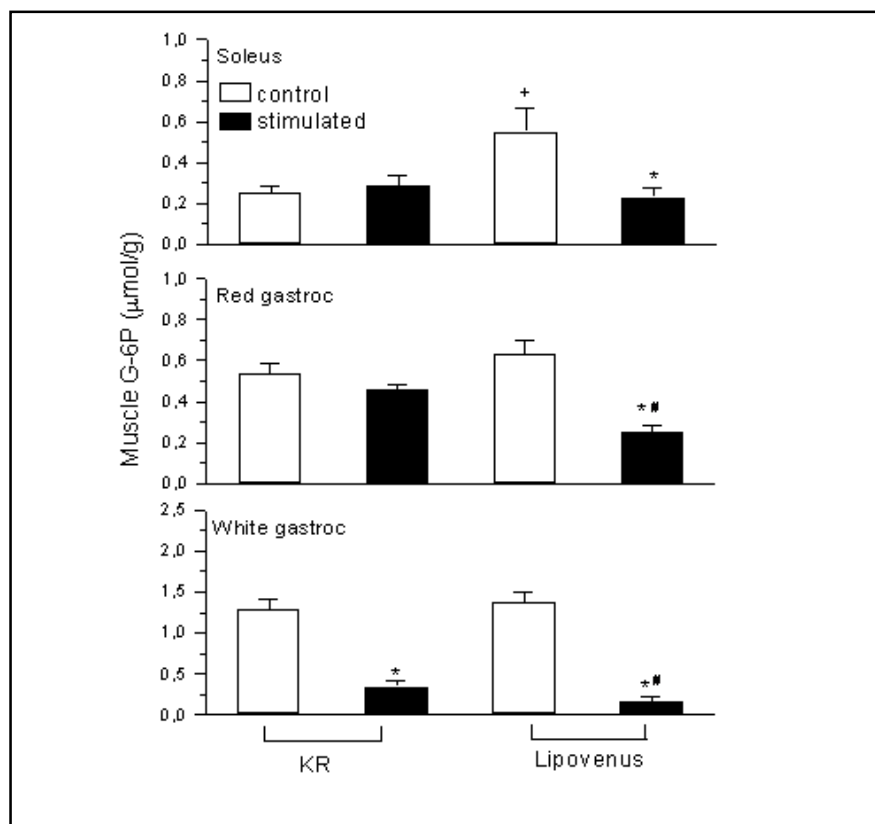 Muscle G-6P (µmol/g)
1,0
Soleus
0,8
control
+
stimulated
0,6
0,4
*
0,2
0,0
1,0
Red gastroc
0,8
0,6
0,4
* #
0,2
0,0
2,5
White gastroc
2,0
1,5
1,0
0,5
*
* #
0,0
KR
Lipovenus